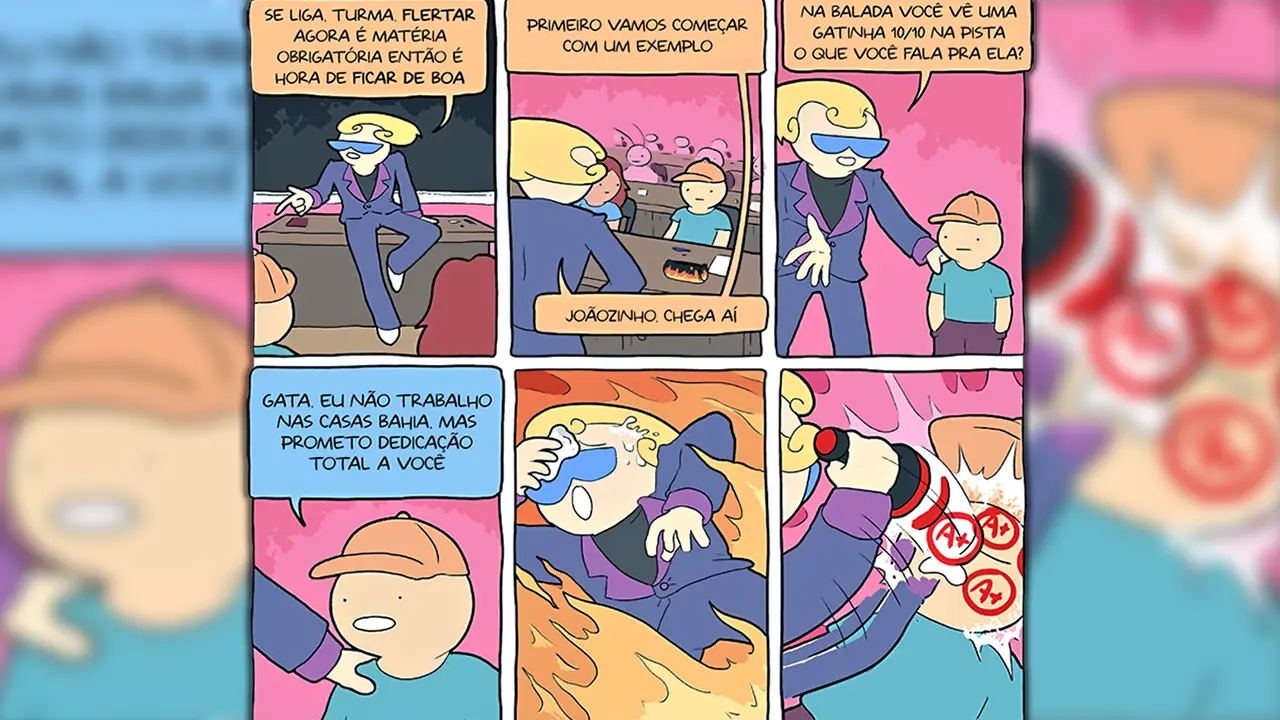 SE LIGA, TURMA, FLERTAR
AGORA É MATÉRIA
OBRIGATÓRIA ENTÃO É
HORA DE FICAR DE BOA
PRIMEIRO VAMOS COMEÇAR
COM UM EXEMPLO
JOÃOZINHO, CHEGA AÍ
NA BALADA VOCÊ VÊ UMA
GATINHA 10/10 NA PISTA
O QUE VOCÊ FALA PRA ELA?
GATA, EU NÃO TRABALHO
NAS CASAS BAHIA, MAS
PROMETO DEDICAÇÃO
TOTAL A VOCÊ
A+
A+
A+